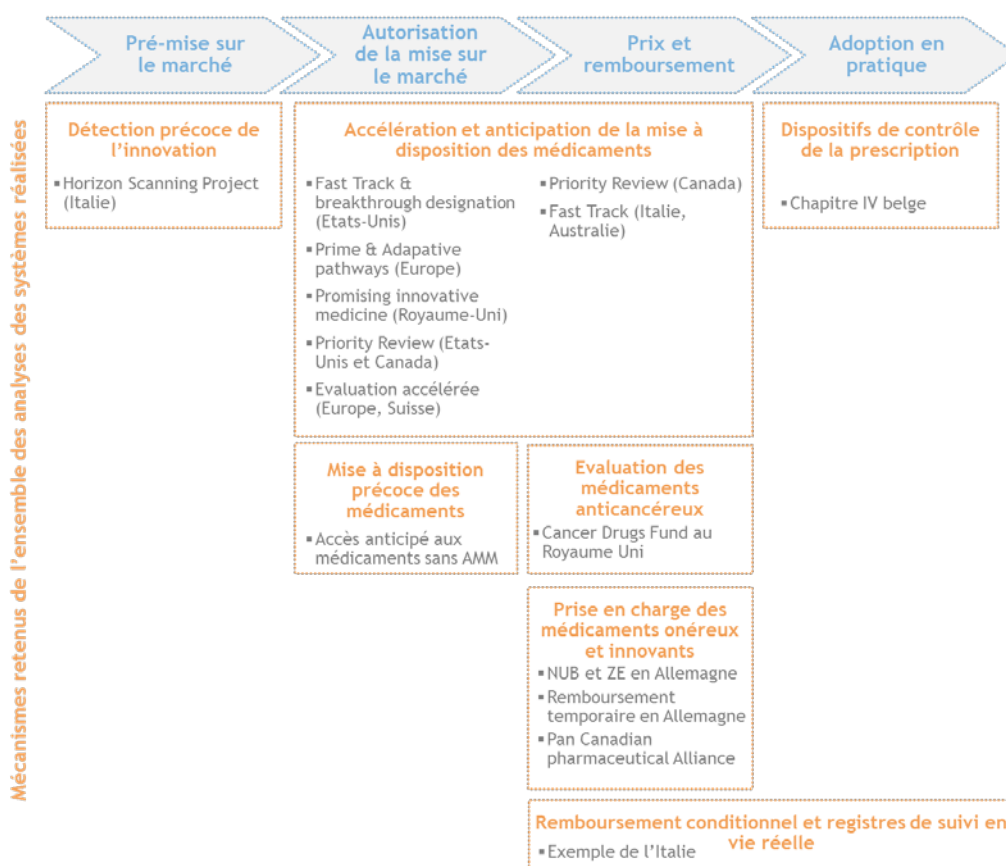 Pré-mise sur
le marché
Autorisation
de la mise sur
le marché
Prix et
remboursement
Adoption en
pratique
Mécanismes retenus de l'ensemble des analyses des systèmes réalisées
Détection précoce de
l'innovation
▪ Horizon Scanning Project
(Italie)
Accélération et anticipation de la mise à
disposition des médicaments
▪ Fast Track &
breakthrough designation
(Etats-Unis)
▪ Prime & Adapative
pathways (Europe)
▪ Promising innovative
medicine (Royaume-Uni)
▪ Priority Review (Etats-
Unis et Canada)
▪ Evaluation accélérée
(Europe, Suisse)
▪ Priority Review (Canada)
▪ Fast Track (Italie,
Australie)
Dispositifs de contrôle
de la prescription
▪ Chapitre IV belge
Mise à disposition
précoce des
médicaments
▪ Accès anticipé aux
médicaments sans AMM
Evaluation des
médicaments
anticancéreux
▪ Cancer Drugs Fund au
Royaume Uni
Prise en charge des
médicaments onéreux
et innovants
▪ NUB et ZE en Allemagne
▪ Remboursement
temporaire en Allemagne
▪ Pan Canadian
pharmaceutical Alliance
Remboursement conditionnel et registres de suivi en
vie réelle
▪ Exemple de l'Italie